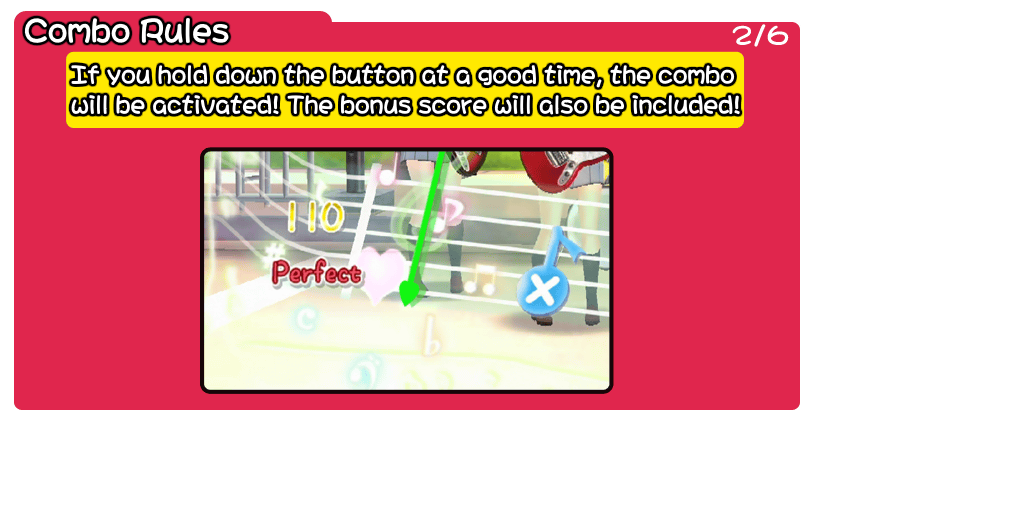 Combo Rules
2/6
If you hold down the button at a good time, the combo
will be activated! The bonus score will also be included!
110
Perfect